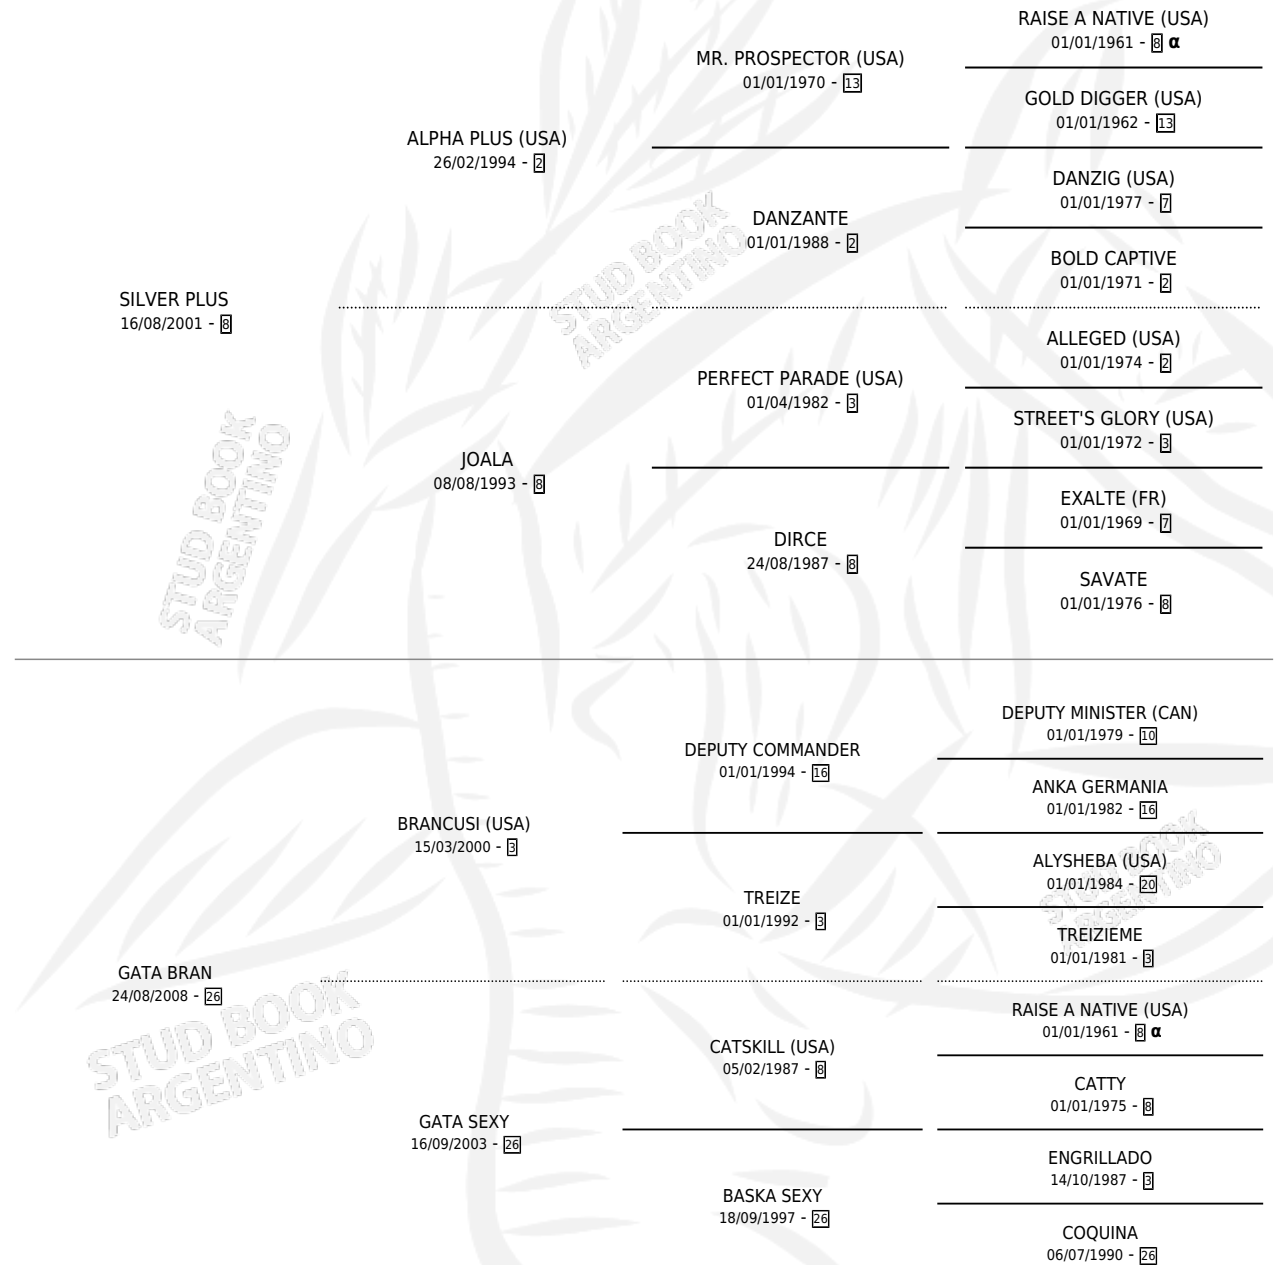 RAISE A NATIVE (USA)
01/01/1961 - 8 α
MR. PROSPECTOR (USA)
01/01/1970 - 13
GOLD DIGGER (USA)
01/01/1962 - 13
ALPHA PLUS (USA)
26/02/1994 - 2
DANZIG (USA)
01/01/1977 - 7
DANZANTE
01/01/1988 - 2
BOLD CAPTIVE
01/01/1971 - 2
SILVER PLUS
16/08/2001 - 8
STUD BOOK
ARGENTINO
ALLEGED (USA)
01/01/1974 - 2
PERFECT PARADE (USA)
01/04/1982 - 3
STREET'S GLORY (USA)
01/01/1972 - 3
JOALA
08/08/1993 - 8
STUD BOOK
ARGENTINO
EXALTE (FR)
01/01/1969 - 7
DIRCE
24/08/1987 - 8
SAVATE
01/01/1976 - 8
DEPUTY MINISTER (CAN)
01/01/1979 - 10
DEPUTY COMMANDER
01/01/1994 - 16
ANKA GERMANIA
01/01/1982 - 16
BRANCUSI (USA)
15/03/2000 - 3
ALYSHEBA (USA)
01/01/1984 - 20
STUD BOOK
ARGENTINO
TREIZE
01/01/1992 - 3
TREIZIEME
01/01/1981 - 3
GATA BRAN
24/08/2008 - 26
STUD BOOK
ARGENTINO
RAISE A NATIVE (USA)
01/01/1961 - 8 α
CATSKILL (USA)
05/02/1987 - 8
CATTY
01/01/1975 - 8
GATA SEXY
16/09/2003 - 26
ENGRILLADO
14/10/1987 - 3
BASKA SEXY
18/09/1997 - 26
COQUINA
06/07/1990 - 26